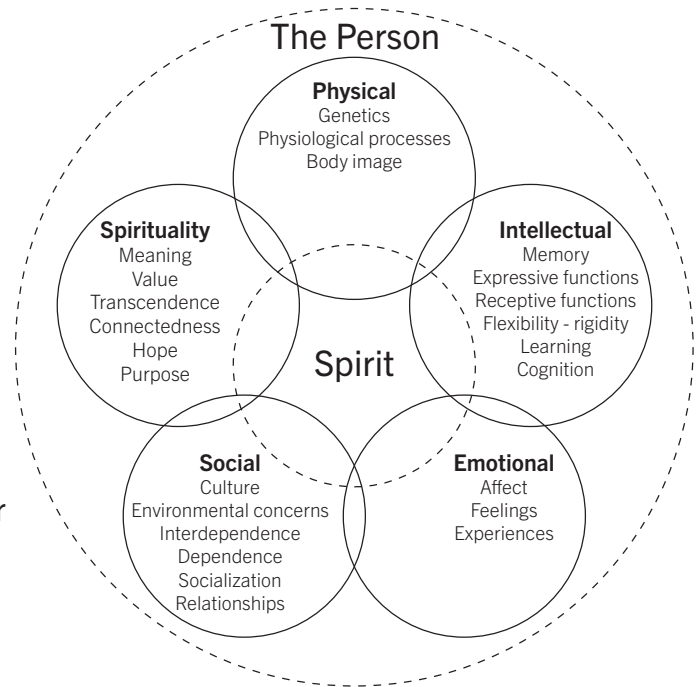 The Person
Physical
Genetics
Physiological processes
Body image
Spirituality
Meaning
Value
Transcendence
Connectedness
Hope
Purpose
Intellectual
Memory
Expressive functions
Receptive functions
Flexibility - rigidity
Learning
Cognition
Spirit
Social
Culture
Environmental concerns
Interdependence
Dependence
Socialization
Relationships
Emotional
Affect
Feelings
Experiences